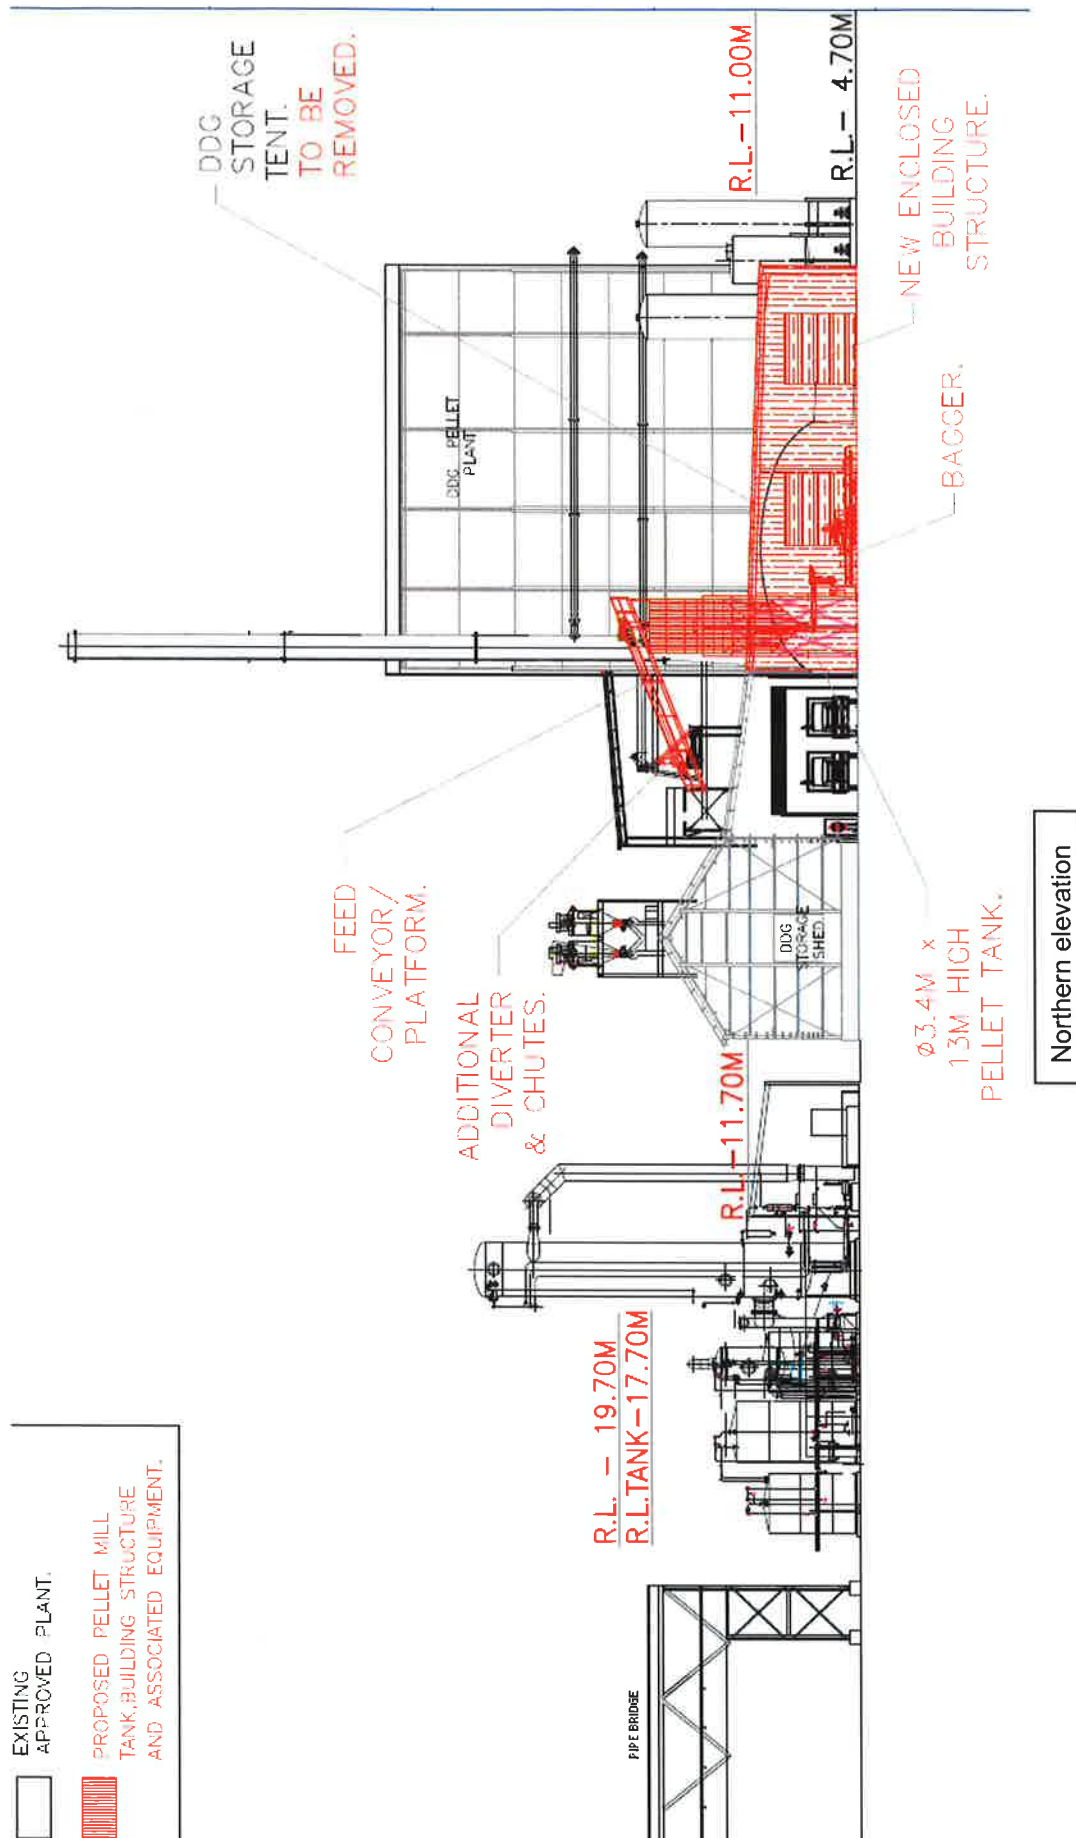 EXISTING
APPROVED PLANT.
PROPOSED PELLET MILL
TANK,BUILDING STRUCTURE
AND ASSOCIATED EQUIPMENT.
DDG
STORAGE
TENT.
TO BE
REMOVED.
FEED
CONVEYOR/
PLATFORM.
ADDITIONAL
DIVERTER
& CHUTES.
DDG PELLET
PLANT
R.L. - 19.70M
R.L.TANK-17.70M
R.L.-11.70M
R.L.-11.00M
R.L.- 4.70M
PIPE BRIDGE
DDG
STORAGE
SHED
Ø3.4M x
13M HIGH
PELLET TANK.
BAGGER.
NEW ENCLOSED
BUILDING
STRUCTURE.
Northern elevation